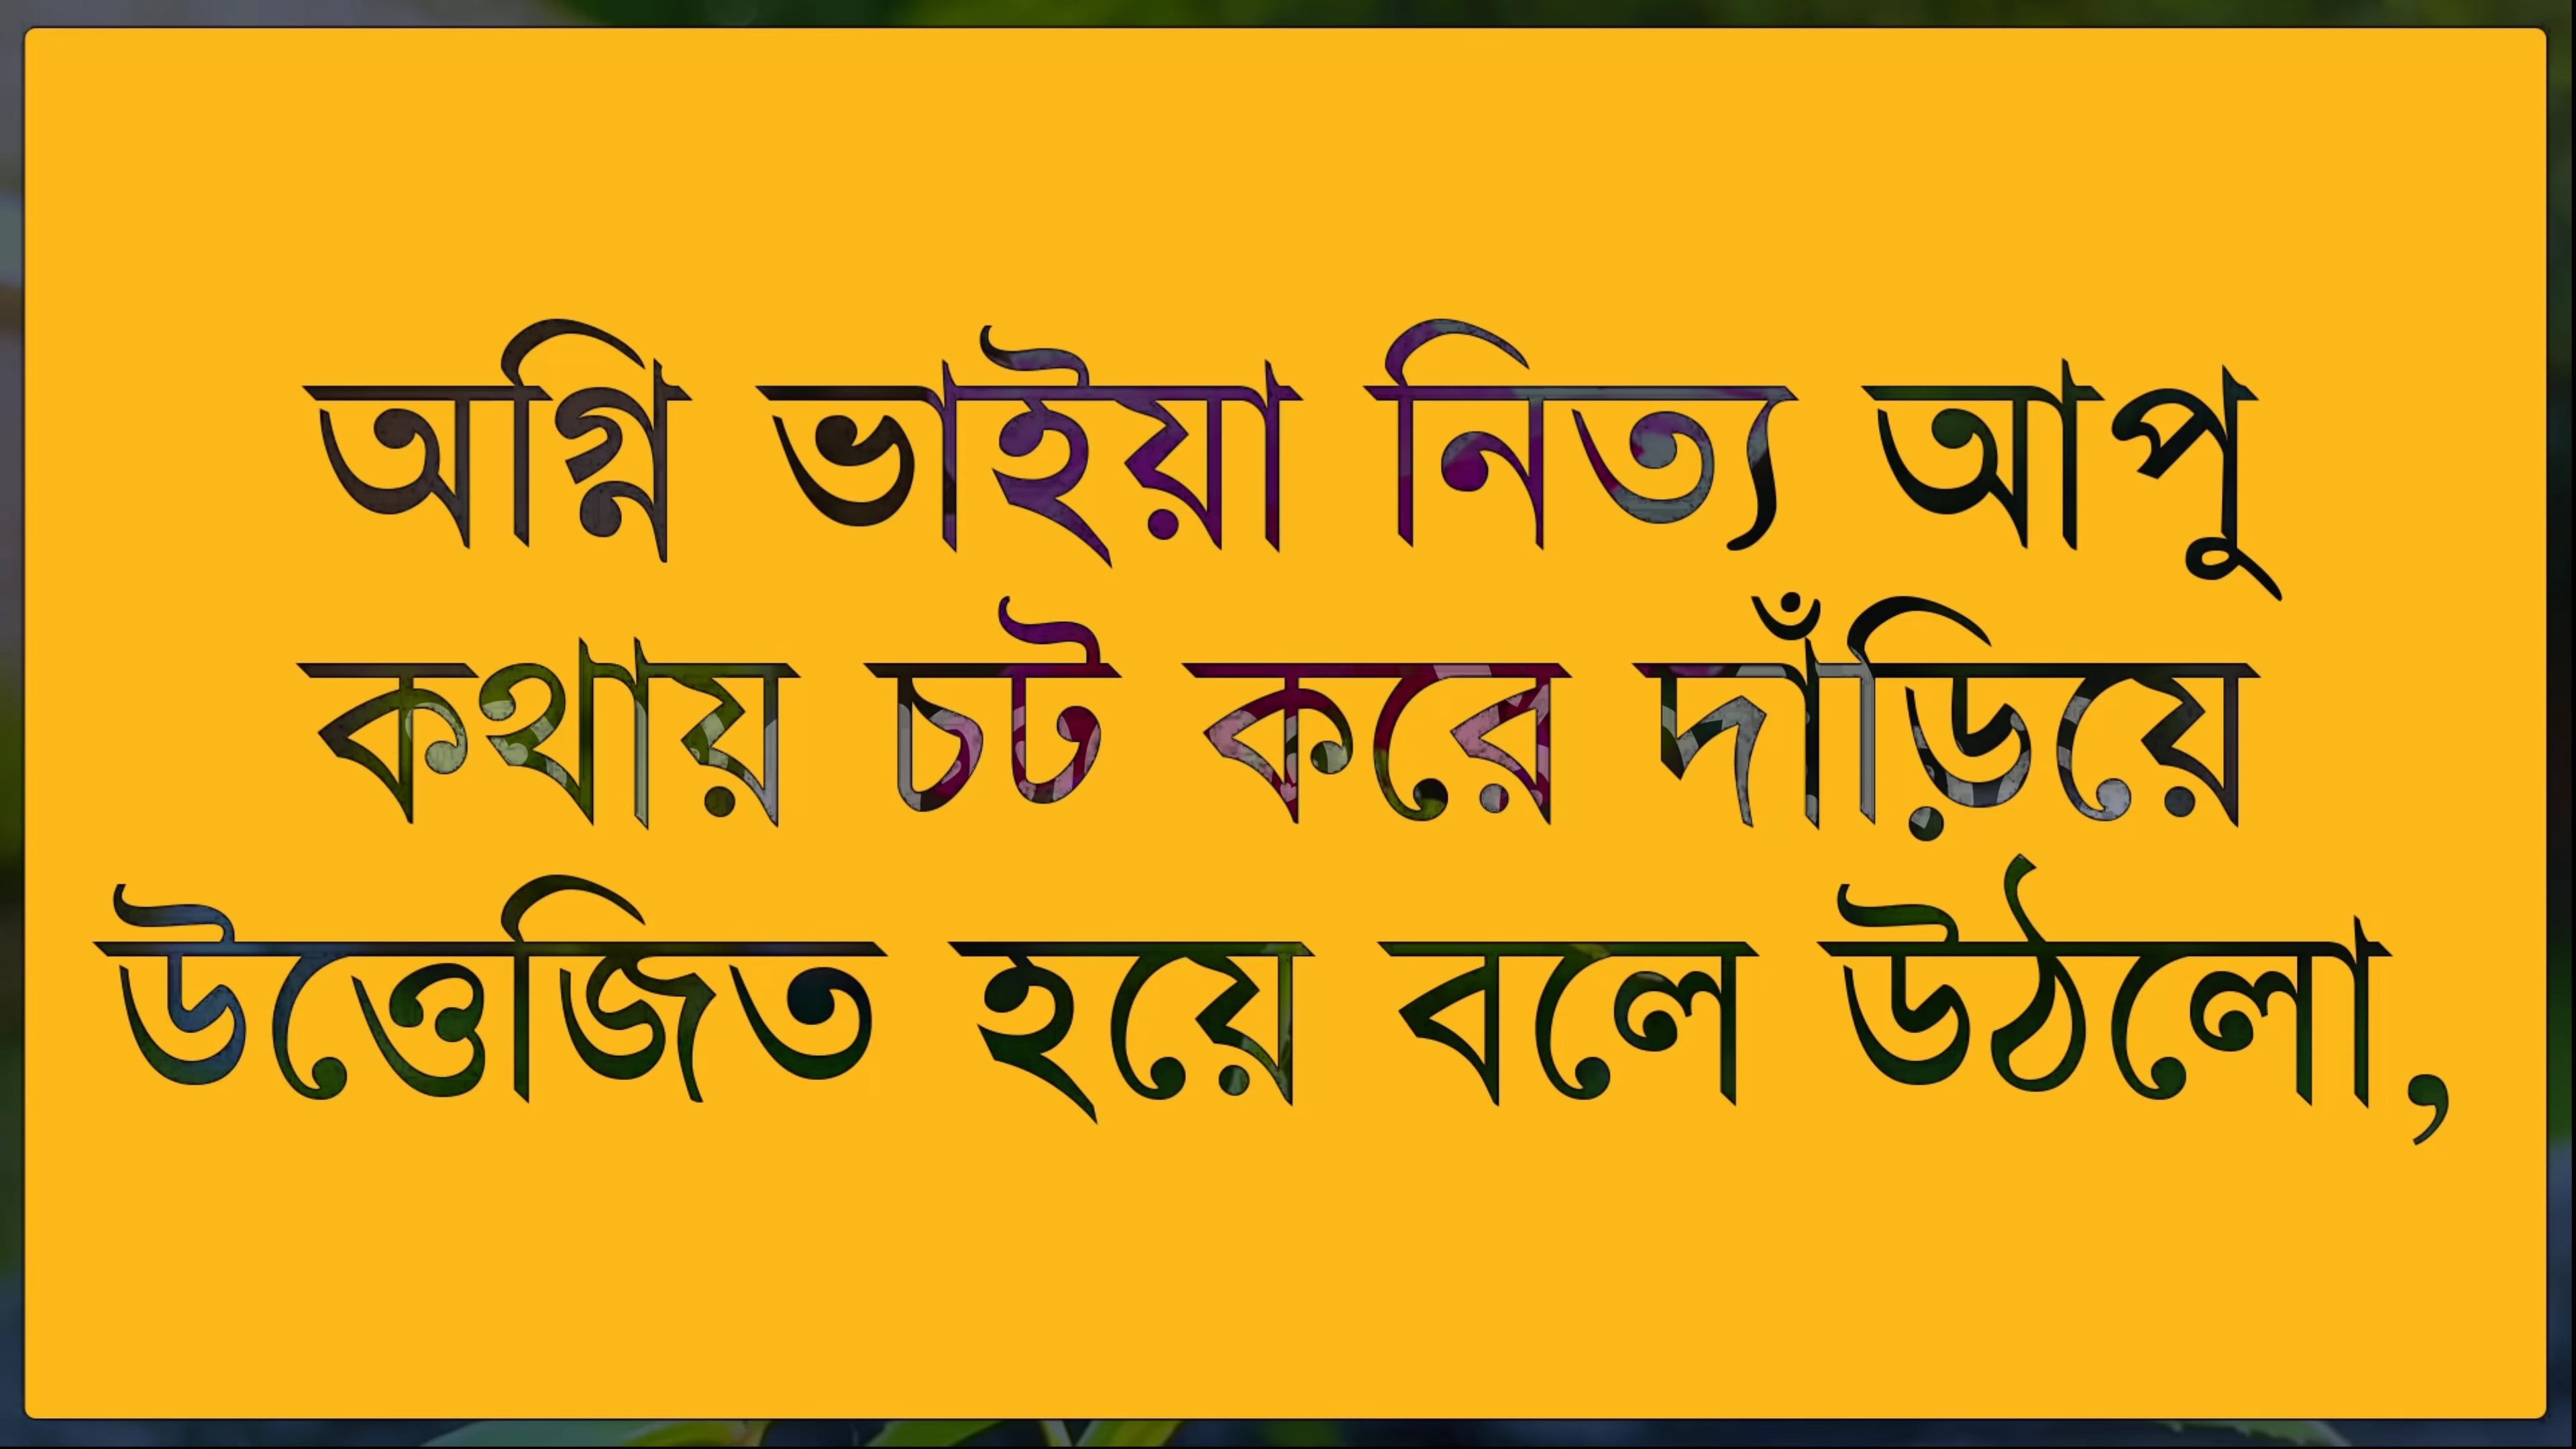 অগ্নি ভাইয়া নিত্য আপু
কথায় চট করে দাঁড়িয়ে
উত্তেজিত হয়ে বলে উঠলো,